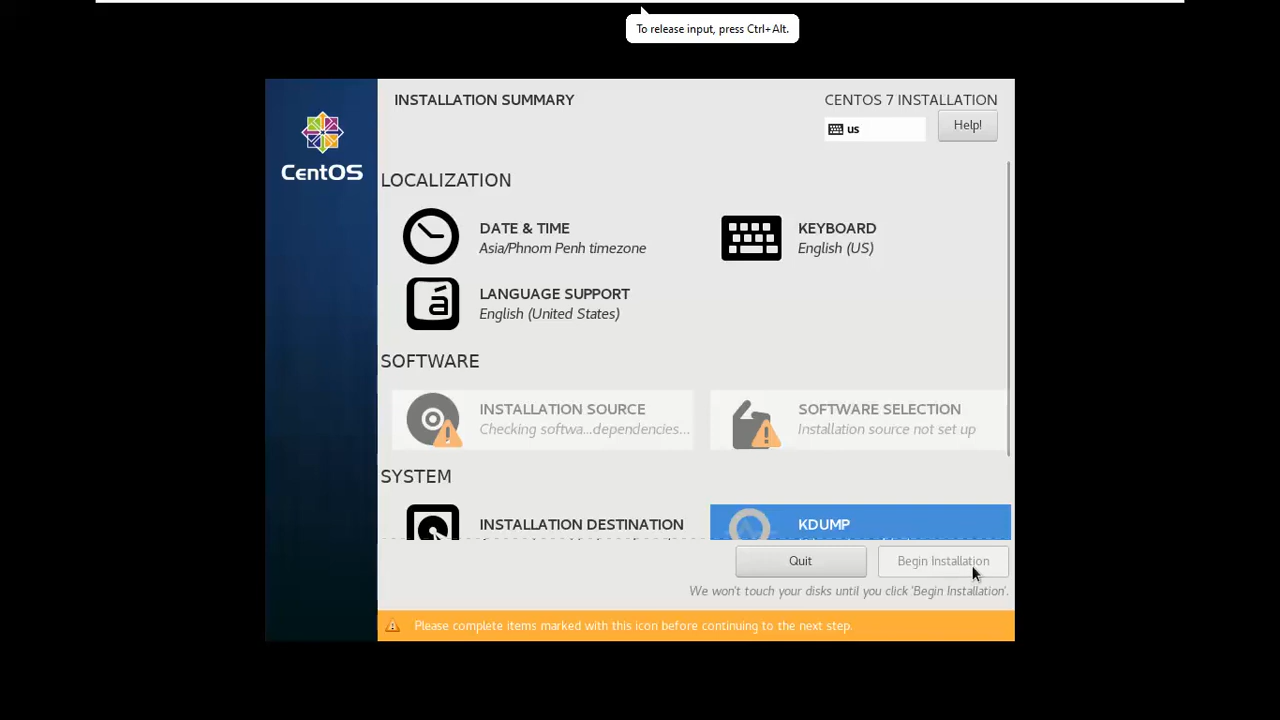 To release input, press Ctrl+Alt.
INSTALLATION SUMMARY
CENTOS 7 INSTALLATION
us
Help!
CentOS
LOCALIZATION
DATE & TIME
Asia/Phnom Penh timezone
KEYBOARD
English (US)
LANGUAGE SUPPORT
English (United States)
SOFTWARE
INSTALLATION SOURCE
Checking softwa...dependencies...
SOFTWARE SELECTION
Installation source not set up
SYSTEM
INSTALLATION DESTINATION
KDUMP
Quit
Begin Installation
We won't touch your disks until you click 'Begin Installation'.
Please complete items marked with this icon before continuing to the next step.